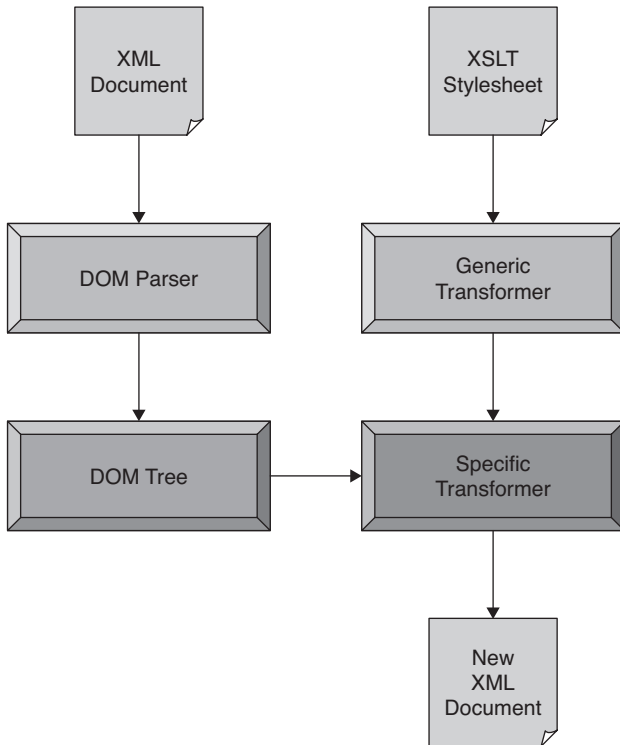 XML
Document
XSLT
Stylesheet
DOM Parser
Generic
Transformer
DOM Tree
Specific
Transformer
New
XML
Document